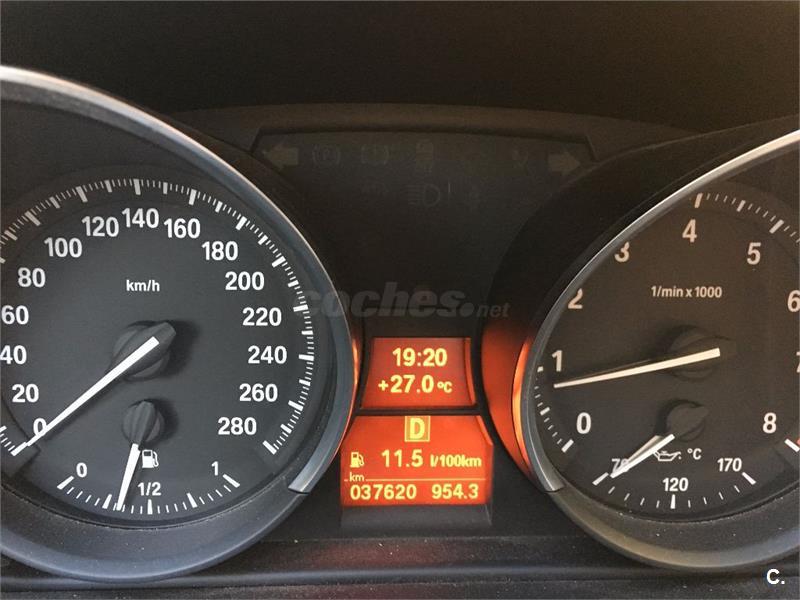 120 140 160
100 180
80 200
60 220
40 240
20 260
0 280
km/h
0 1/2 1
coches.net
19:20
+27.0 °C
D
11.5 l/100km
km
037620 954.3
4
3 5
2 6
1 7
0 8
1/min x 1000
70 120 170
°C
C.